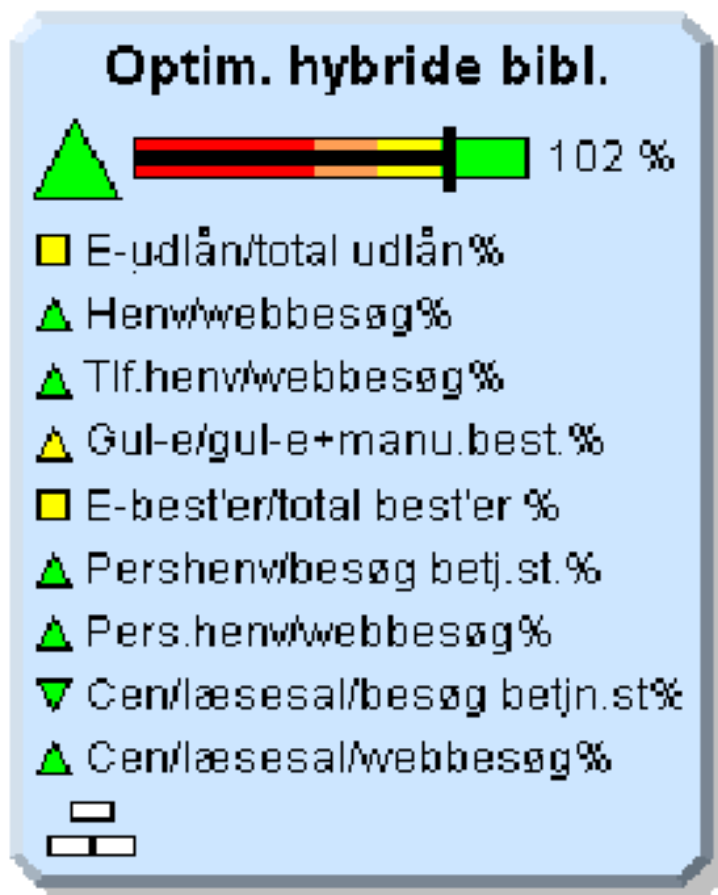 Optim. hybride bibl.
102 %
E-udlån/total udlån%
Henv/webbesøg%
Tlf.henv/webbesøg%
Gul-e/gul-e+manu.best.%
E-best'er/total best'er %
Pershenv/besøg betj.st.%
Pers.henv/webbesøg%
Cen/læsesal/besøg betjn.st%
Cen/læsesal/webbesøg%